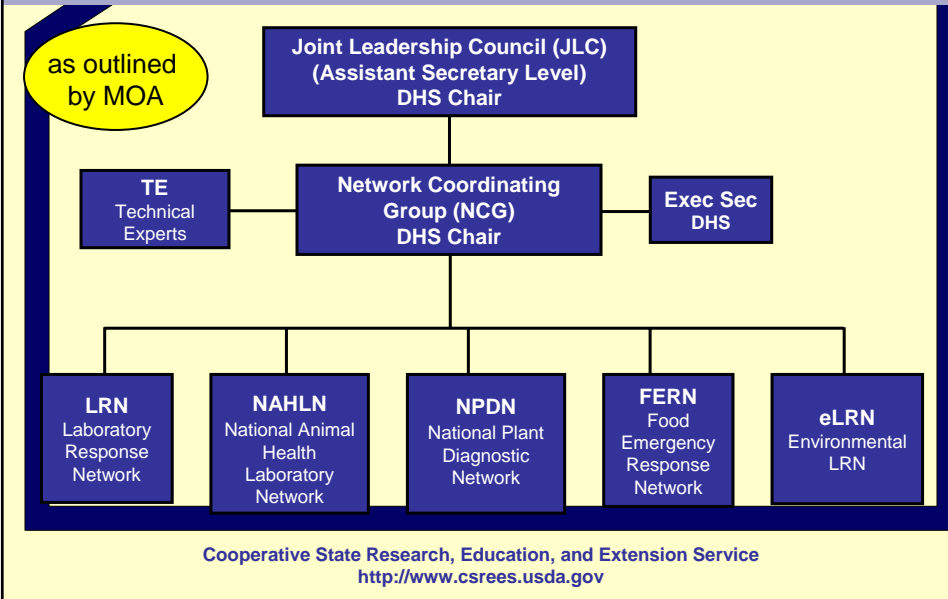 as outlined
by MOA
Joint Leadership Council (JLC)
(Assistant Secretary Level)
DHS Chair
TE
Technical
Experts
Network Coordinating
Group (NCG)
DHS Chair
Exec Sec
DHS
LRN
Laboratory
Response
Network
NAHLN
National Animal
Health
Laboratory
Network
NPDN
National Plant
Diagnostic
Network
FERN
Food
Emergency
Response
Network
eLRN
Environmental
LRN
Cooperative State Research, Education, and Extension Service
http://www.csrees.usda.gov